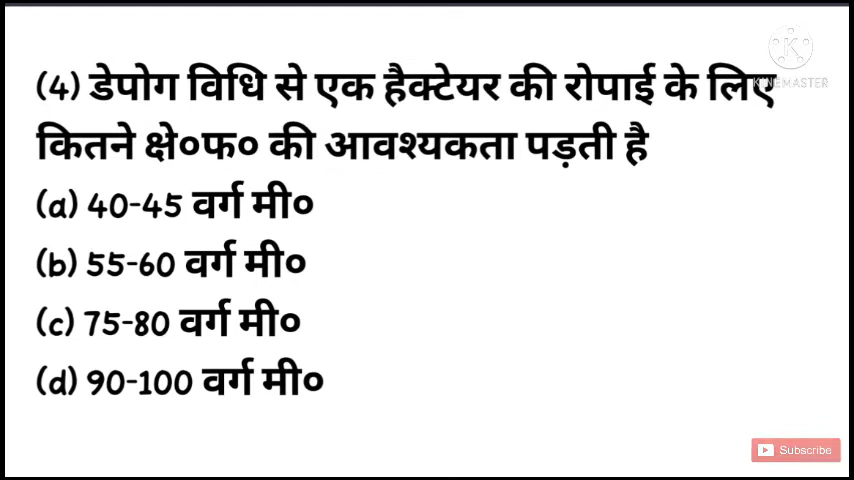 (4) डेपोग विधि से एक हैक्टेयर की रोपाई के लिए
कितने क्षे०फ० की आवश्यकता पड़ती है
(a) 40-45 वर्ग मी०
(b) 55-60 वर्ग मी०
(c) 75-80 वर्ग मी०
(d) 90-100 वर्ग मी०
K
KINEMASTER
Subscribe